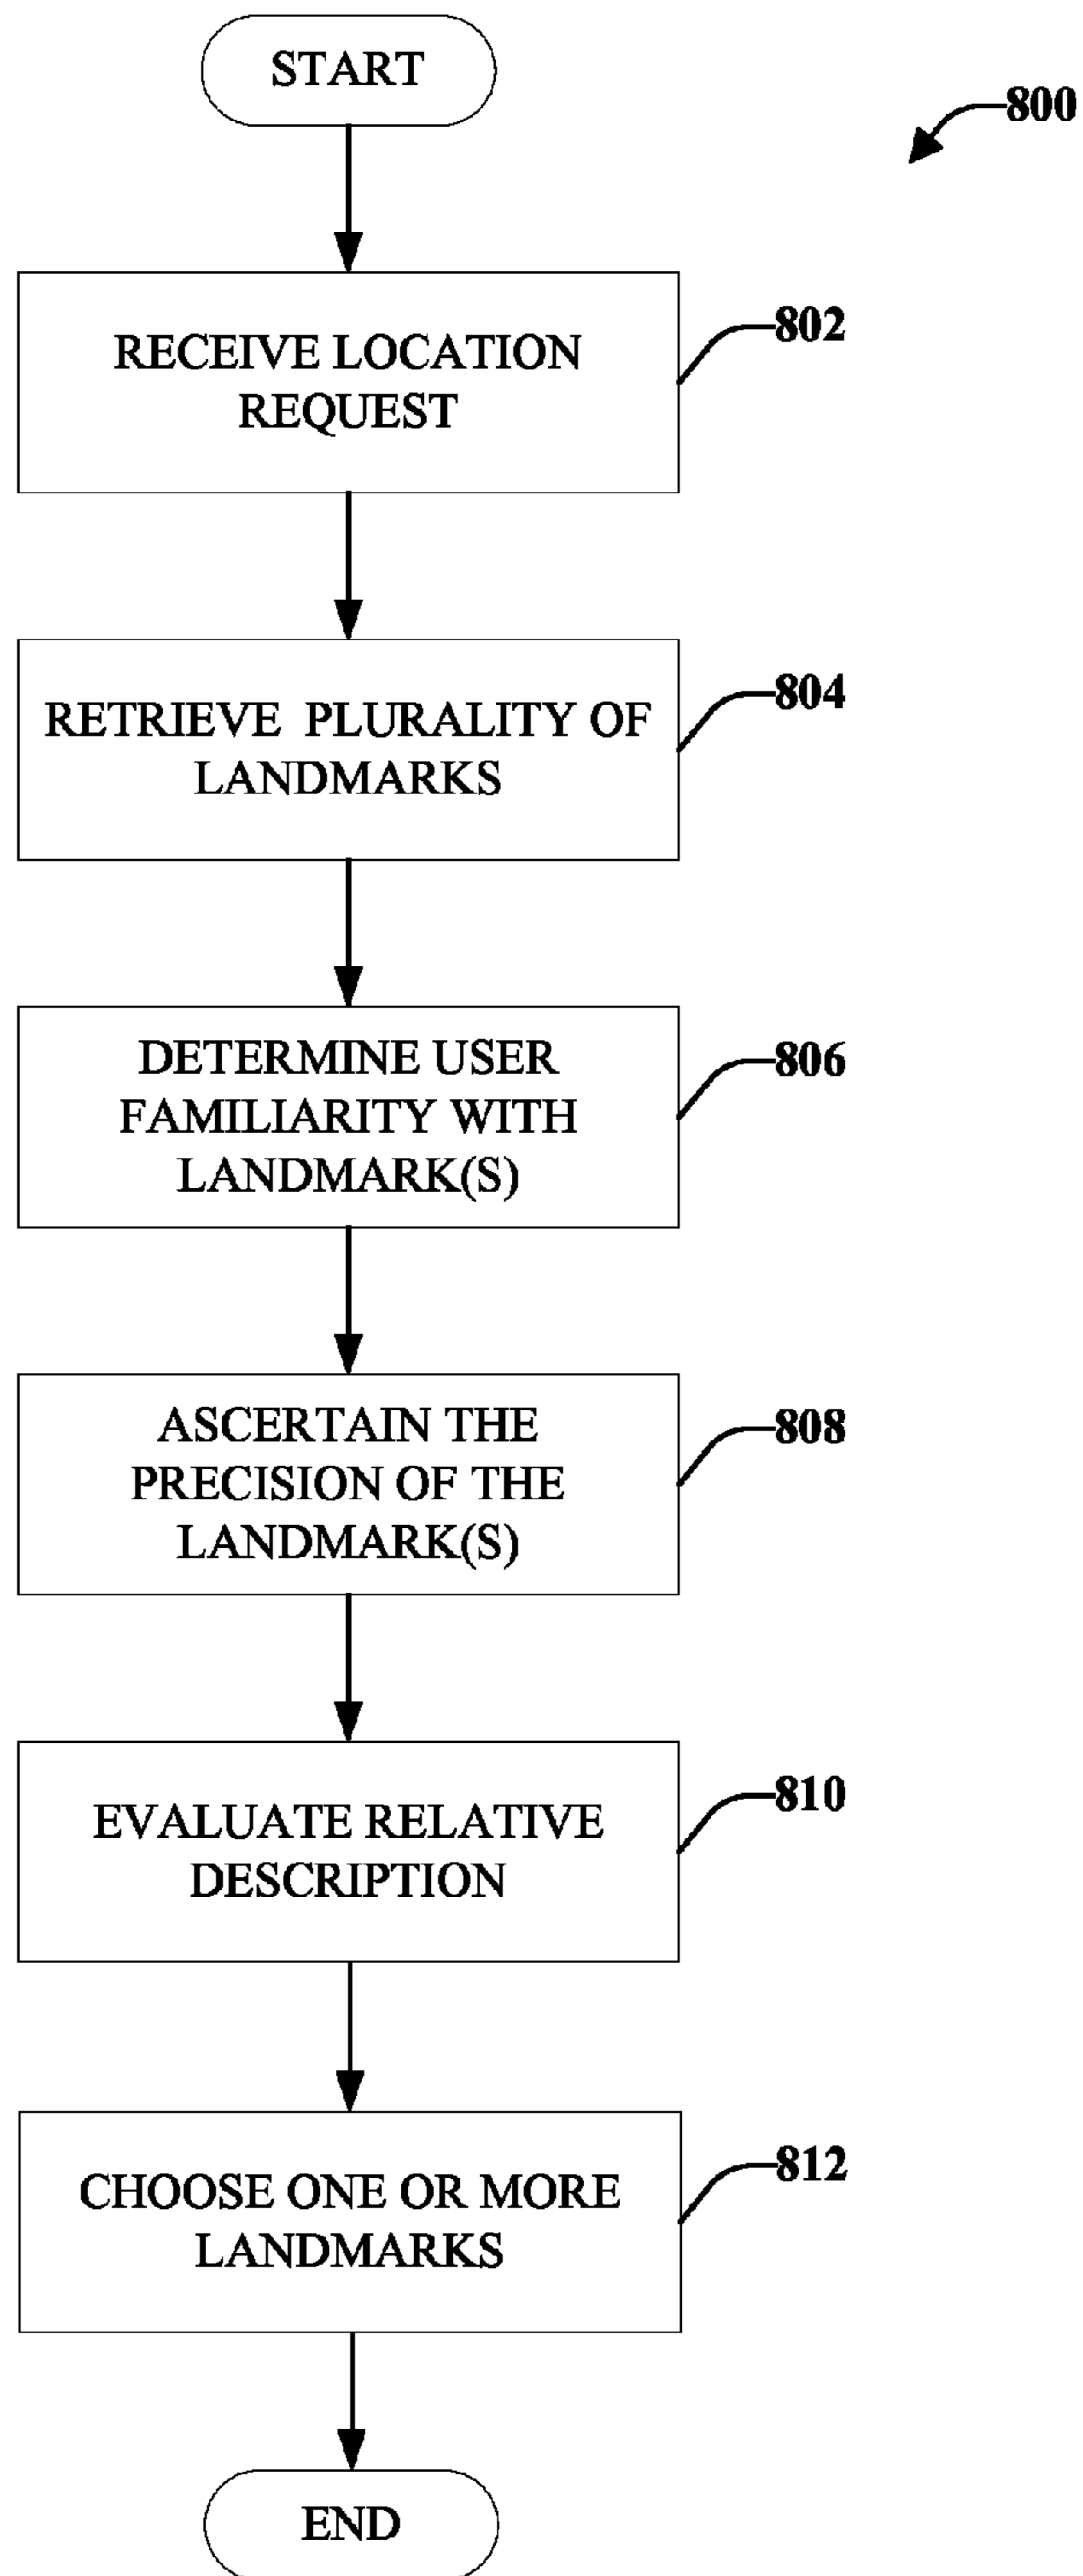 START
800
RECEIVE LOCATION
REQUEST
802
RETRIEVE PLURALITY OF
LANDMARKS
804
DETERMINE USER
FAMILIARITY WITH
LANDMARK(S)
806
ASCERTAIN THE
PRECISION OF THE
LANDMARK(S)
808
EVALUATE RELATIVE
DESCRIPTION
810
CHOOSE ONE OR MORE
LANDMARKS
812
END